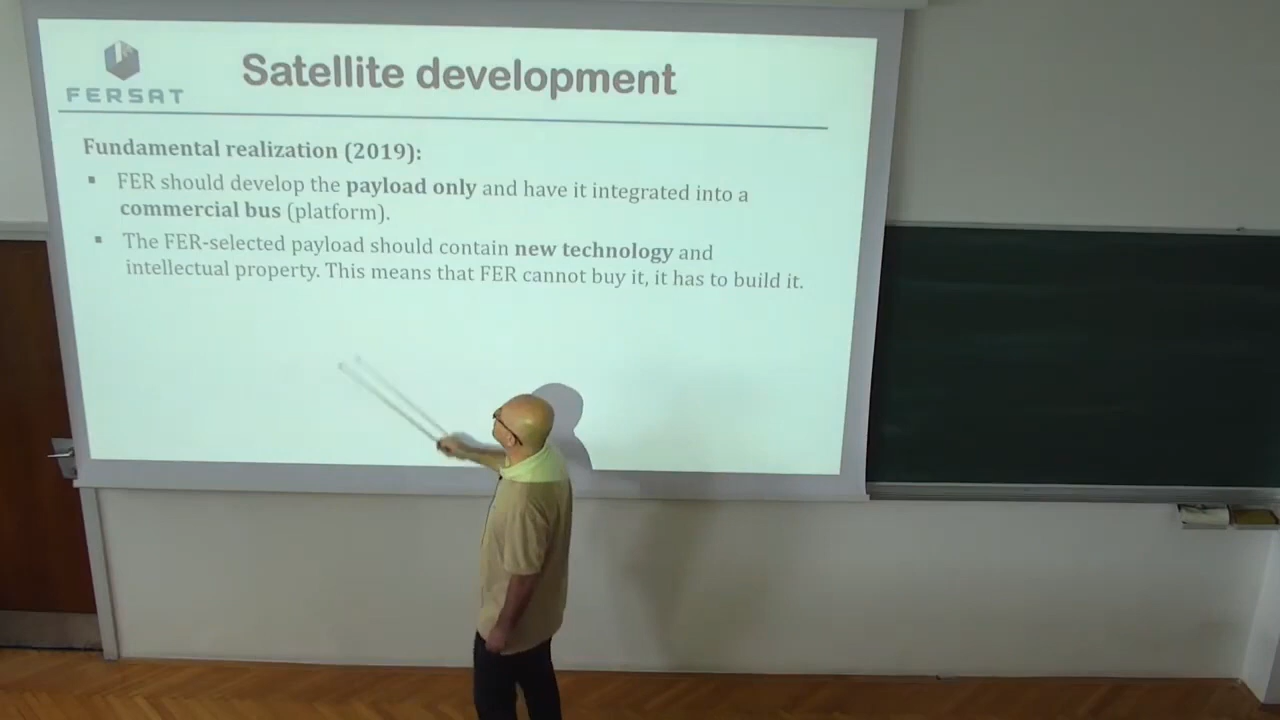 FERSAT
Satellite development
Fundamental realization (2019):
▪ FER should develop the payload only and have it integrated into a
commercial bus (platform).
▪ The FER-selected payload should contain new technology and
intellectual property. This means that FER cannot buy it, it has to build it.